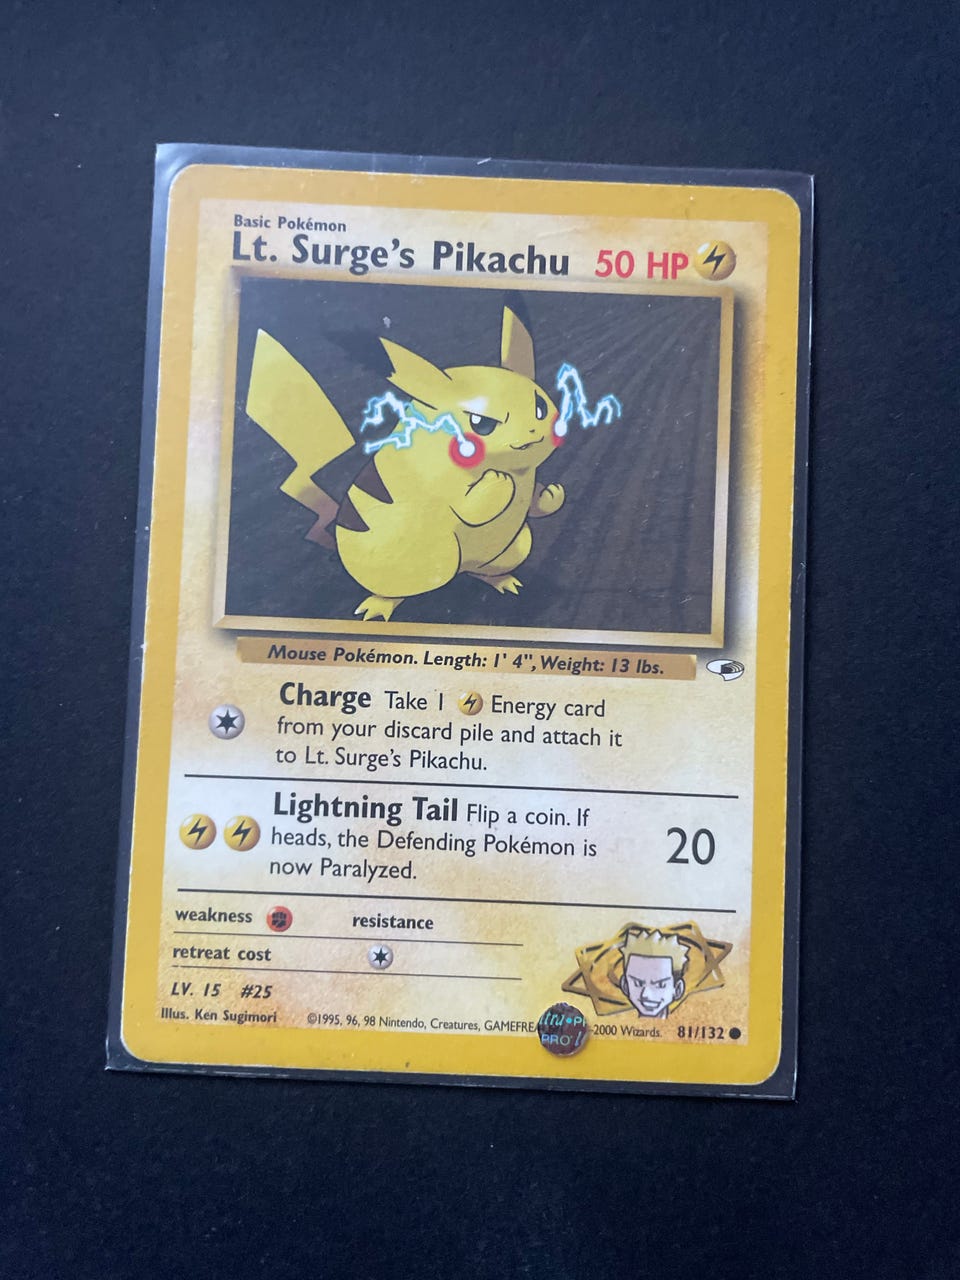 Basic Pokémon
Lt. Surge's Pikachu 50 HP
Mouse Pokémon. Length: 1' 4", Weight: 13 lbs.
Charge Take 1 Energy card
from your discard pile and attach it
to Lt. Surge's Pikachu.
Lightning Tail Flip a coin. If
heads, the Defending Pokémon is
now Paralyzed.
20
weakness
resistance
retreat cost
LV. 15 #25
Illus. Ken Sugimori
©1995, 96, 98 Nintendo, Creatures, GAMEFREA
PRO
-2000 Wizards. 81/132